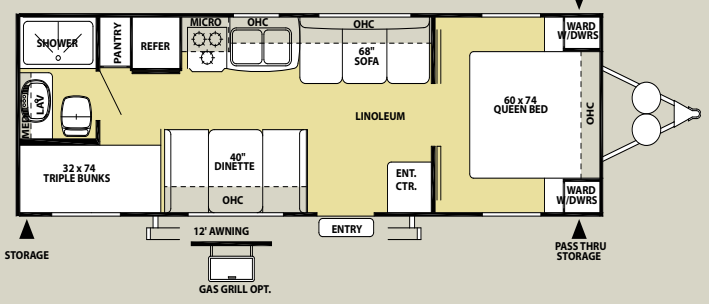 MICRO
OHC
OHC
WARD
W/DWRS
SHOWER
PANTRY
REFER
68"
SOFA
MED
LAV
LINOLEUM
60 x 74
QUEEN BED
OHC
32 x 74
TRIPLE BUNKS
40"
DINETTE
OHC
ENT.
CTR.
WARD
W/DWRS
12' AWNING
ENTRY
STORAGE
PASS THRU
STORAGE
GAS GRILL OPT.